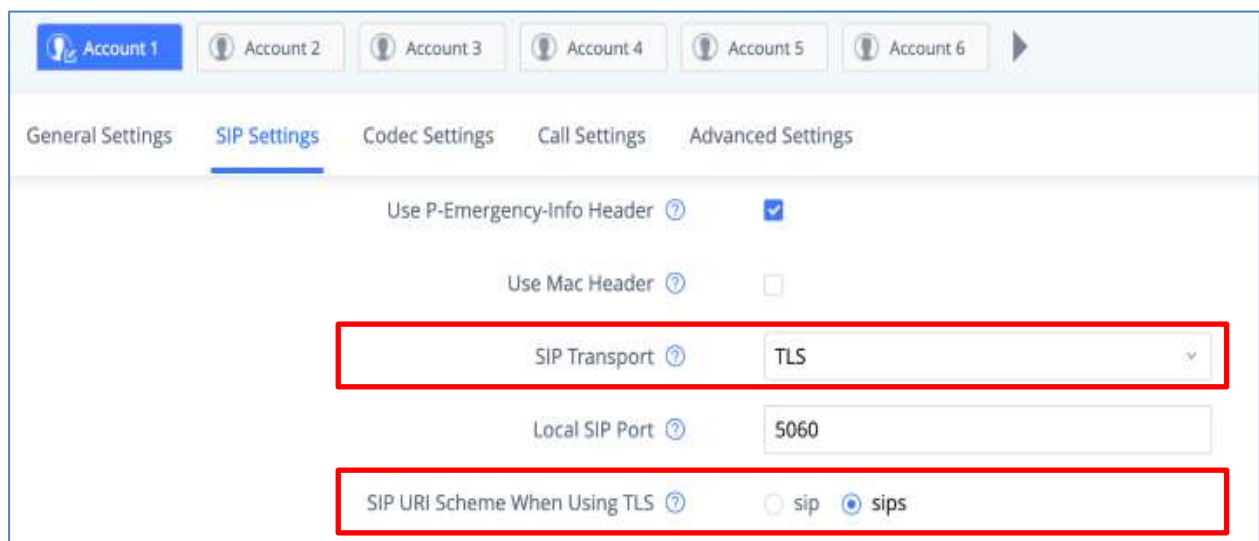 Account 1 Account 2 Account 3 Account 4 Account 5 Account 6
General Settings SIP Settings Codec Settings Call Settings Advanced Settings
Use P-Emergency-Info Header
Use Mac Header
SIP Transport TLS
Local SIP Port 5060
SIP URI Scheme When Using TLS sip sips